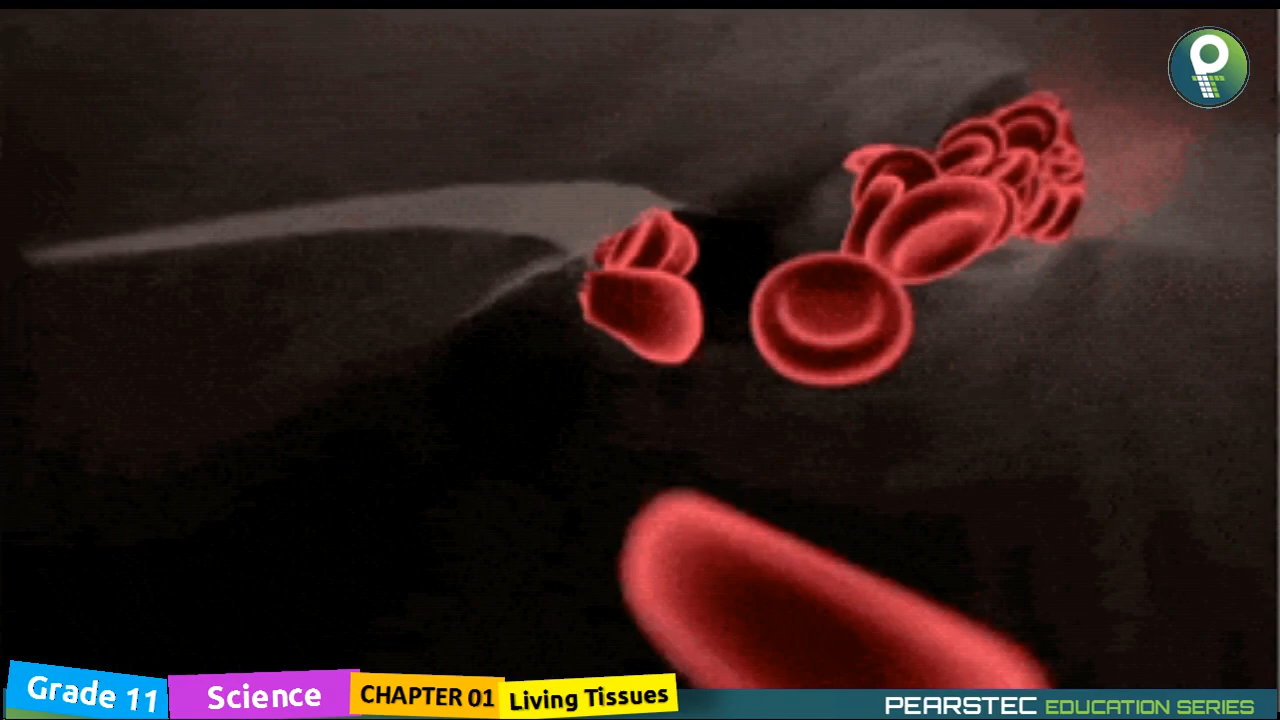 Grade 11 Science CHAPTER 01 Living Tissues
PEARSTEC EDUCATION SERIES